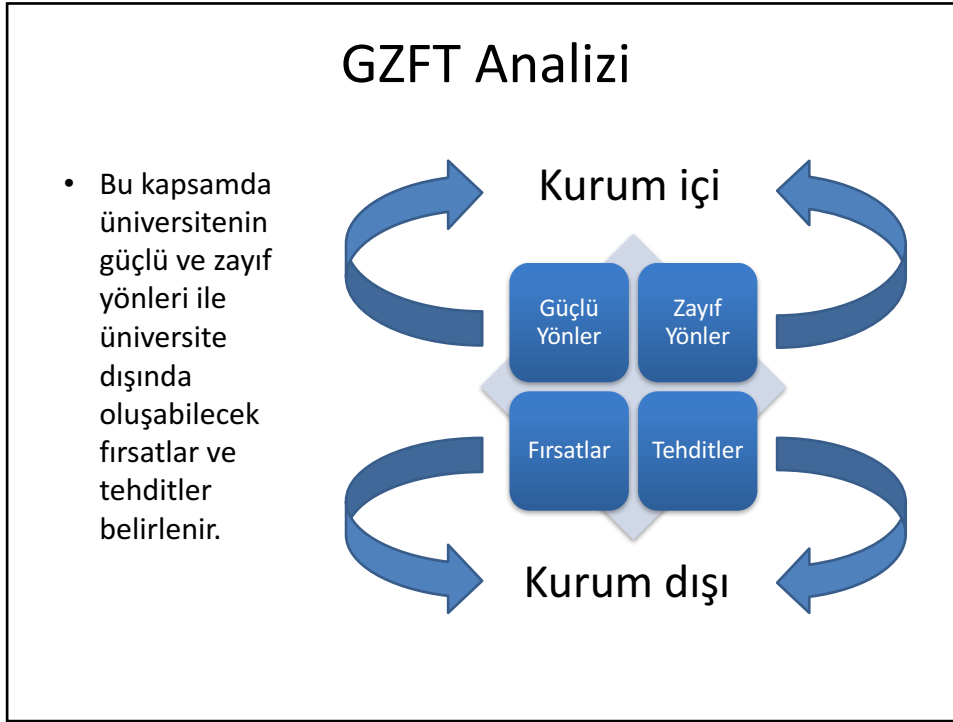 GZFT Analizi
• Bu kapsamda
üniversitenin
güçlü ve zayıf
yönleri ile
üniversite
dışında
oluşabilecek
fırsatlar ve
tehditler
belirlenir.
Kurum içi
Güçlü
Yönler
Zayıf
Yönler
Fırsatlar
Tehditler
Kurum dışı